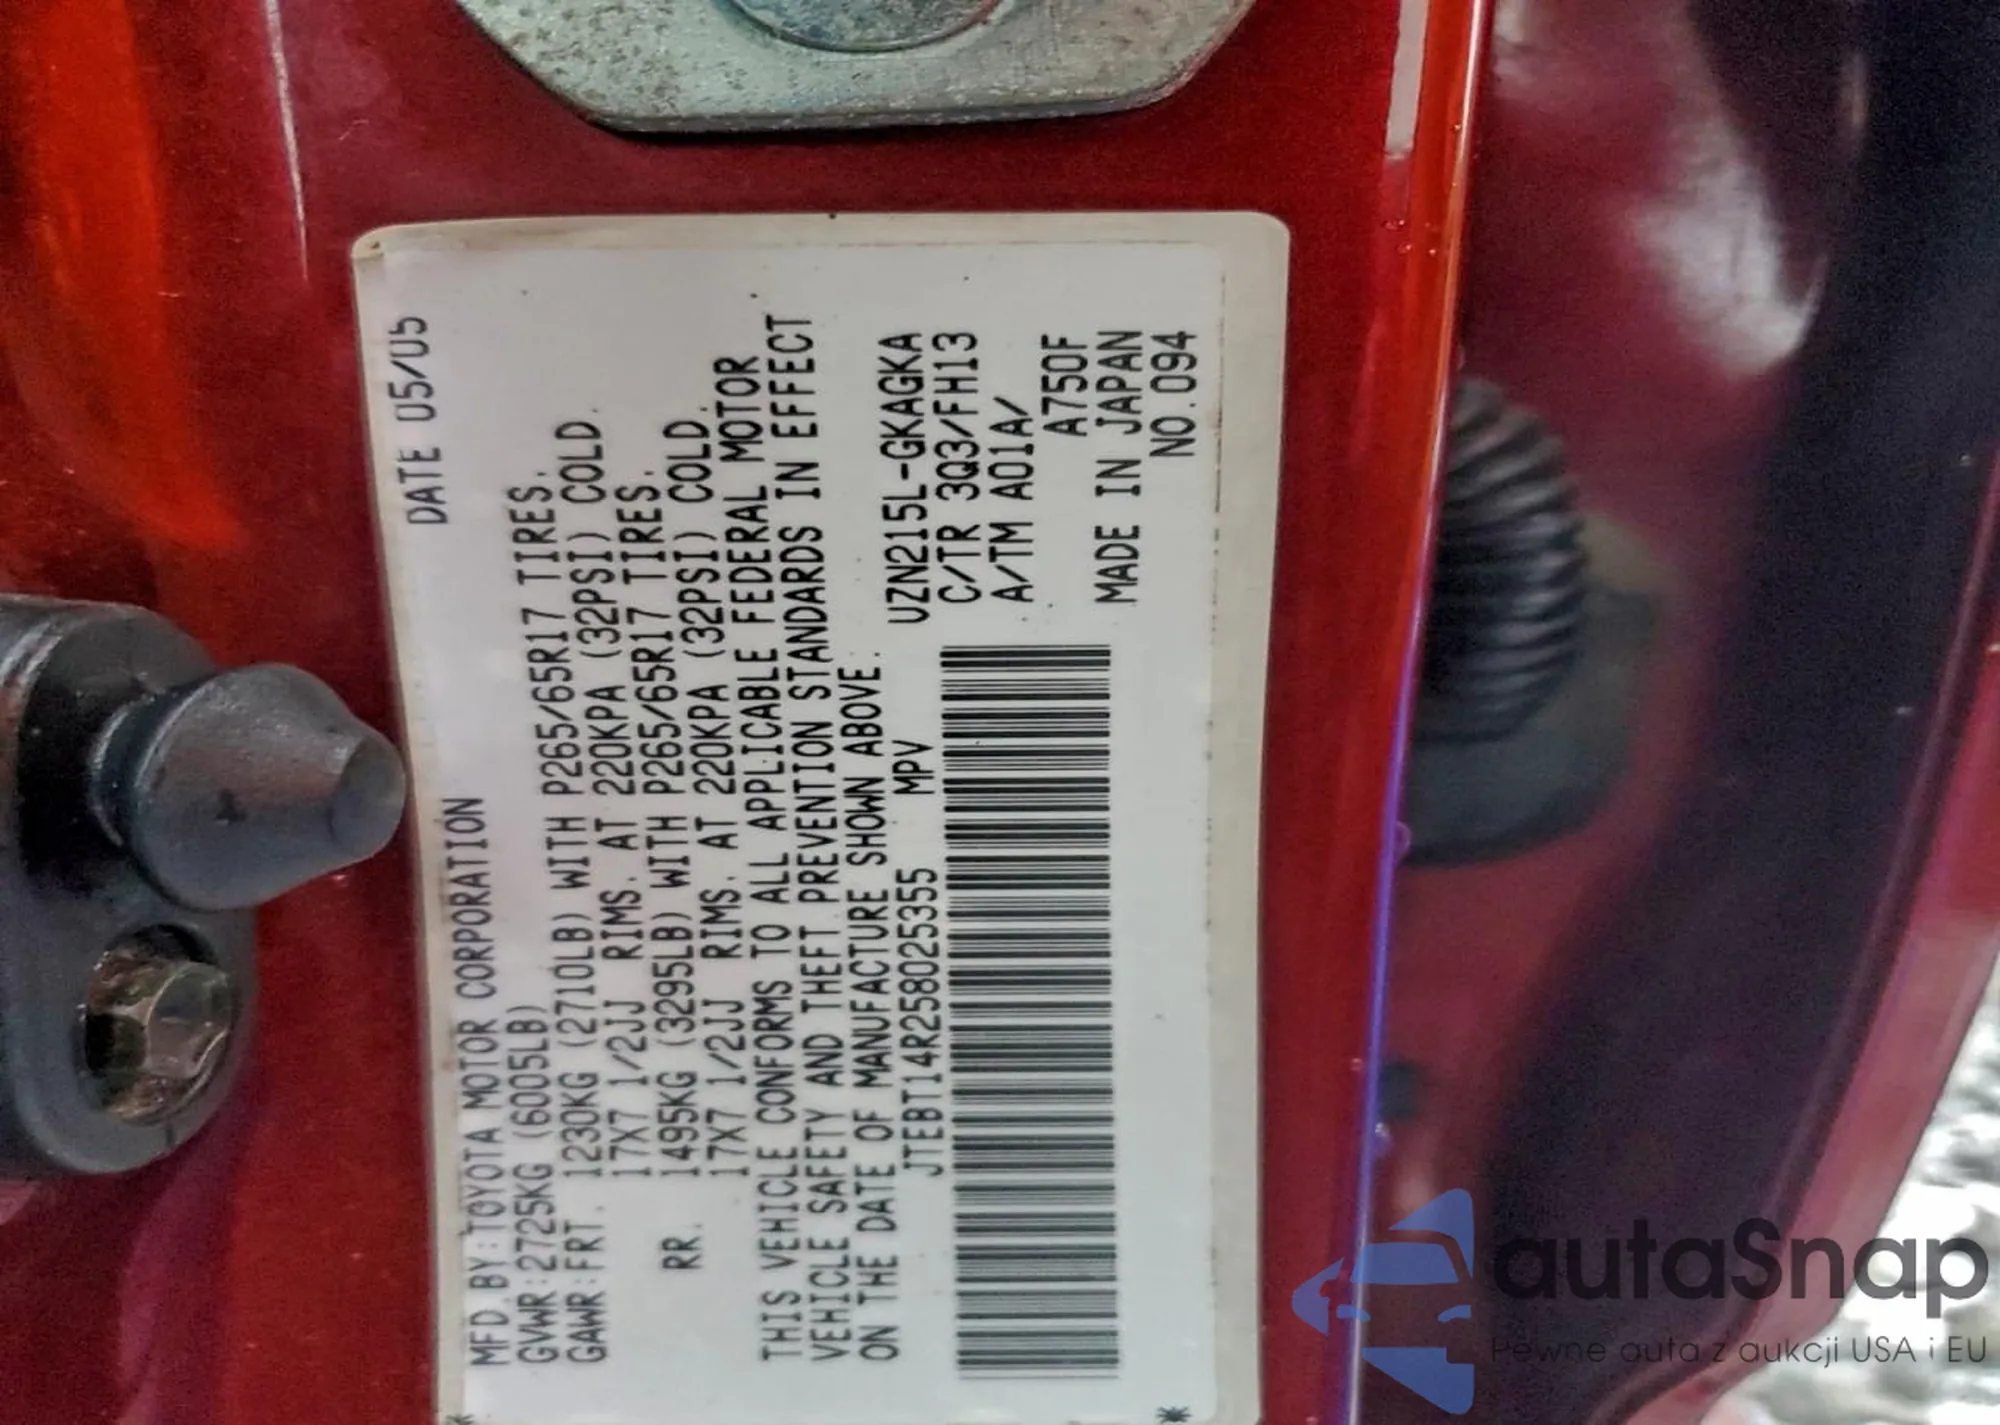 DATE 05/05
MFD BY:TOYOTA MOTOR CORPORATION
GVWR:2725KG (6005LB)
GAWR:FRT. 1230KG (2710LB) WITH P265/65R17 TIRES.
17X7 1/2JJ RIMS. AT 220KPA (32PSI) COLD.
RR. 1495KG (3295LB) WITH P265/65R17 TIRES.
17X7 1/2JJ RIMS. AT 220KPA (32PSI) COLD.
THIS VEHICLE CONFORMS TO ALL APPLICABLE FEDERAL MOTOR
VEHICLE SAFETY AND THEFT PREVENTION STANDARDS IN EFFECT
ON THE DATE OF MANUFACTURE SHOWN ABOVE.
JTEBT14R258025355 MPV UZN215L-GKAGKA
C/TR 3Q3/FH13
A/TM A01A/
A750F
MADE IN JAPAN
NO.094
autaSnap
Pewne auta z aukcji USA i EU